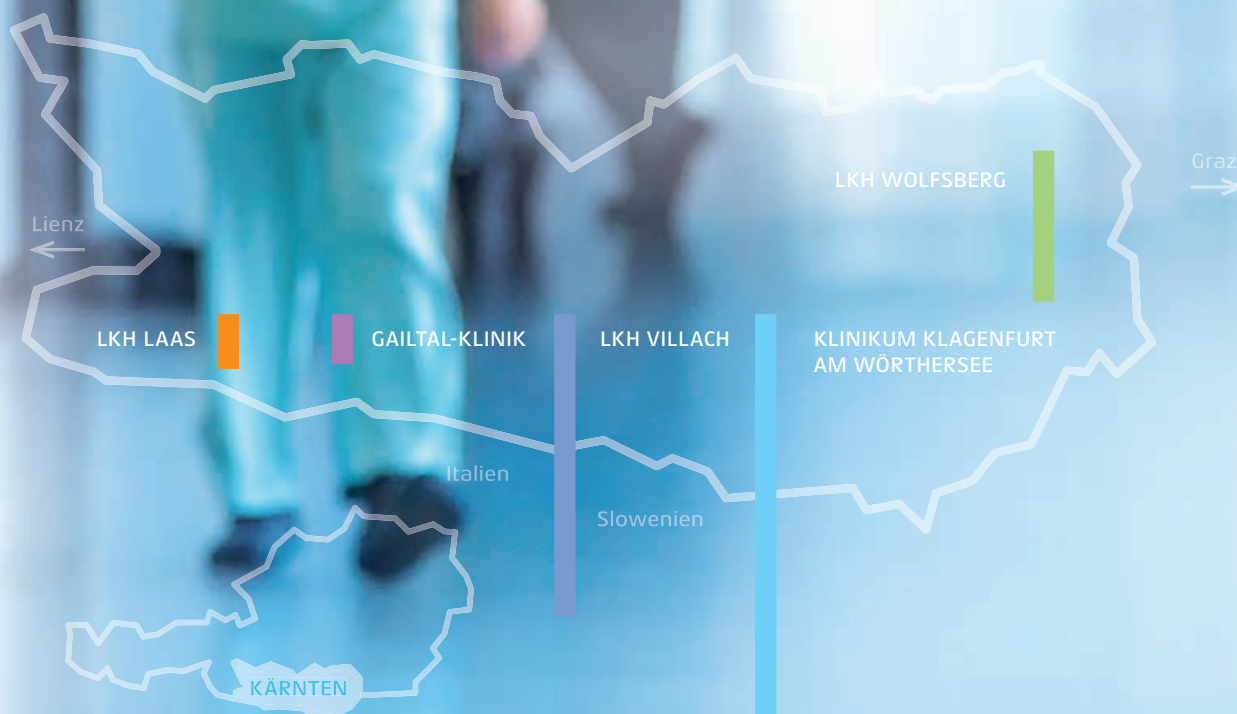 Graz
LKH WOLFSBERG
Lienz
LKH LAAS
GAILTAL-KLINIK
LKH VILLACH
KLINIKUM KLAGENFURT
AM WÖRTHERSEE
Italien
Slowenien
KÄRNTEN